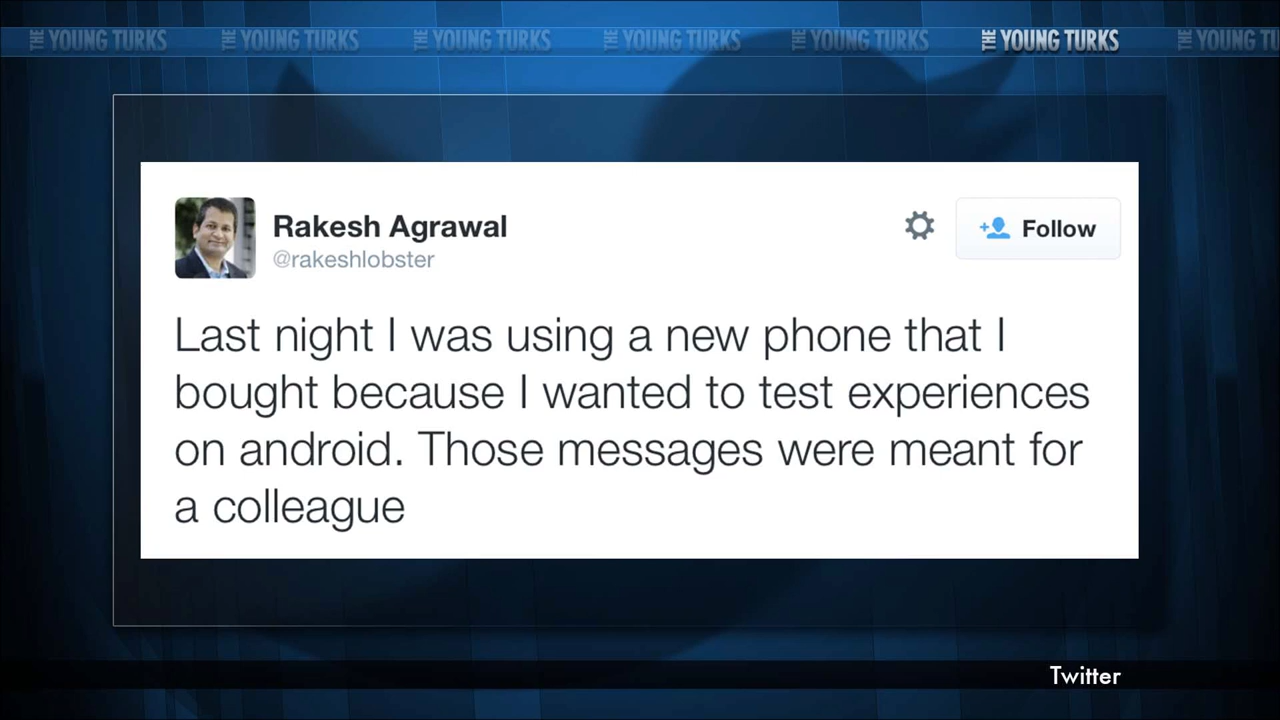 THE YOUNG TURKS THE YOUNG TURKS THE YOUNG TURKS THE YOUNG TURKS THE YOUNG TURKS THE YOUNG TURKS THE YOUNG TU
Rakesh Agrawal
@rakeshlobster
Follow
Last night I was using a new phone that I
bought because I wanted to test experiences
on android. Those messages were meant for
a colleague
Twitter